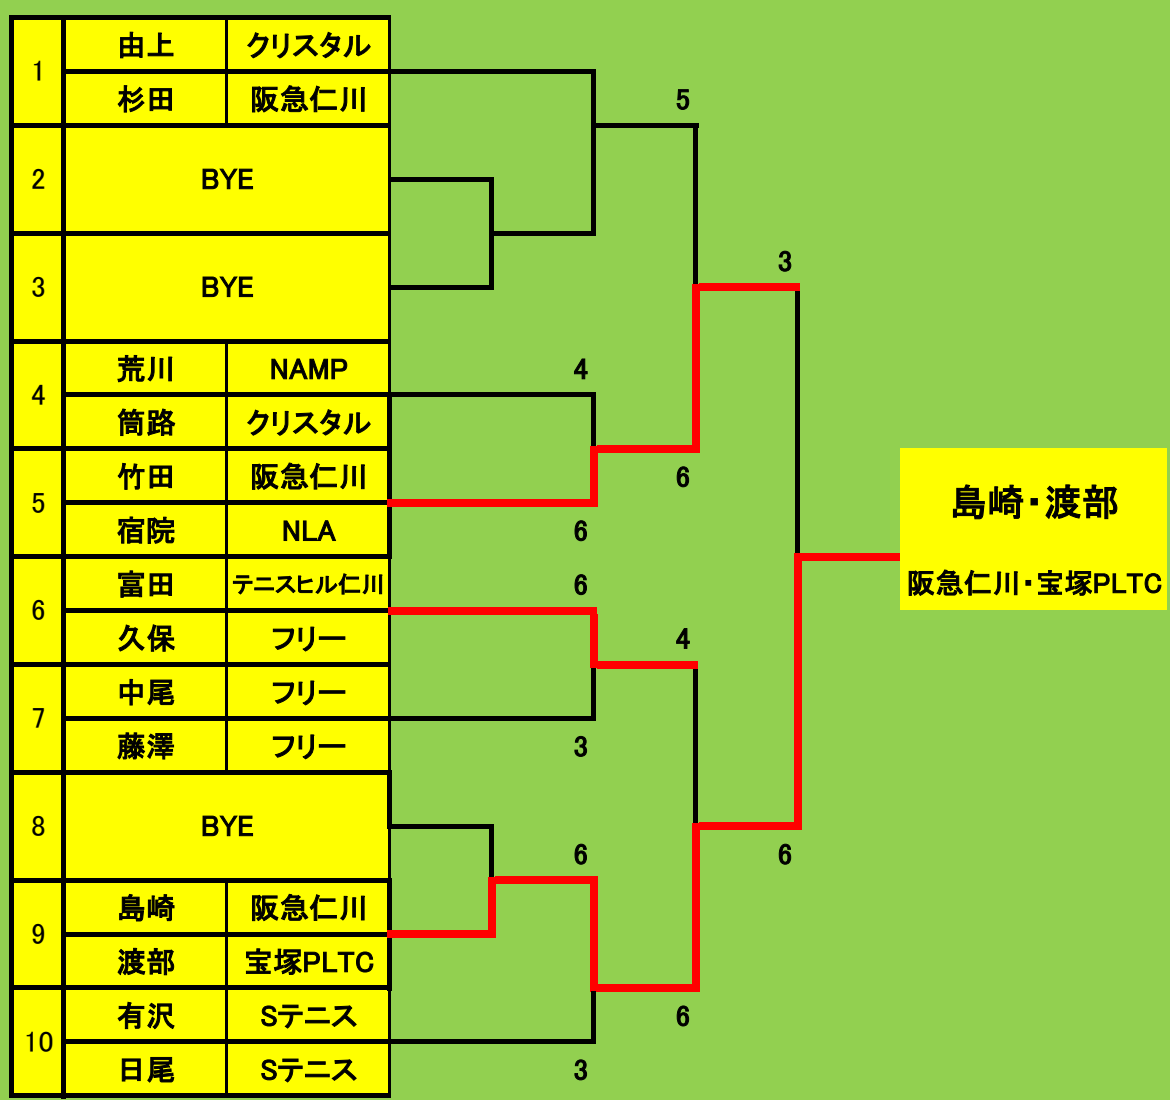 1
由上 クリスタル
杉田 阪急仁川
5
2
BYE
3
3
BYE
4
荒川 NAMP
4
筒路 クリスタル
5
竹田 阪急仁川
6
宿院 NLA
6
島崎・渡部
阪急仁川・宝塚PLTC
6
富田 テニスヒル仁川
6
久保 フリー
4
7
中尾 フリー
藤澤 フリー
3
8
BYE
6
6
9
島崎 阪急仁川
渡部 宝塚PLTC
10
有沢 Sテニス
6
日尾 Sテニス
3